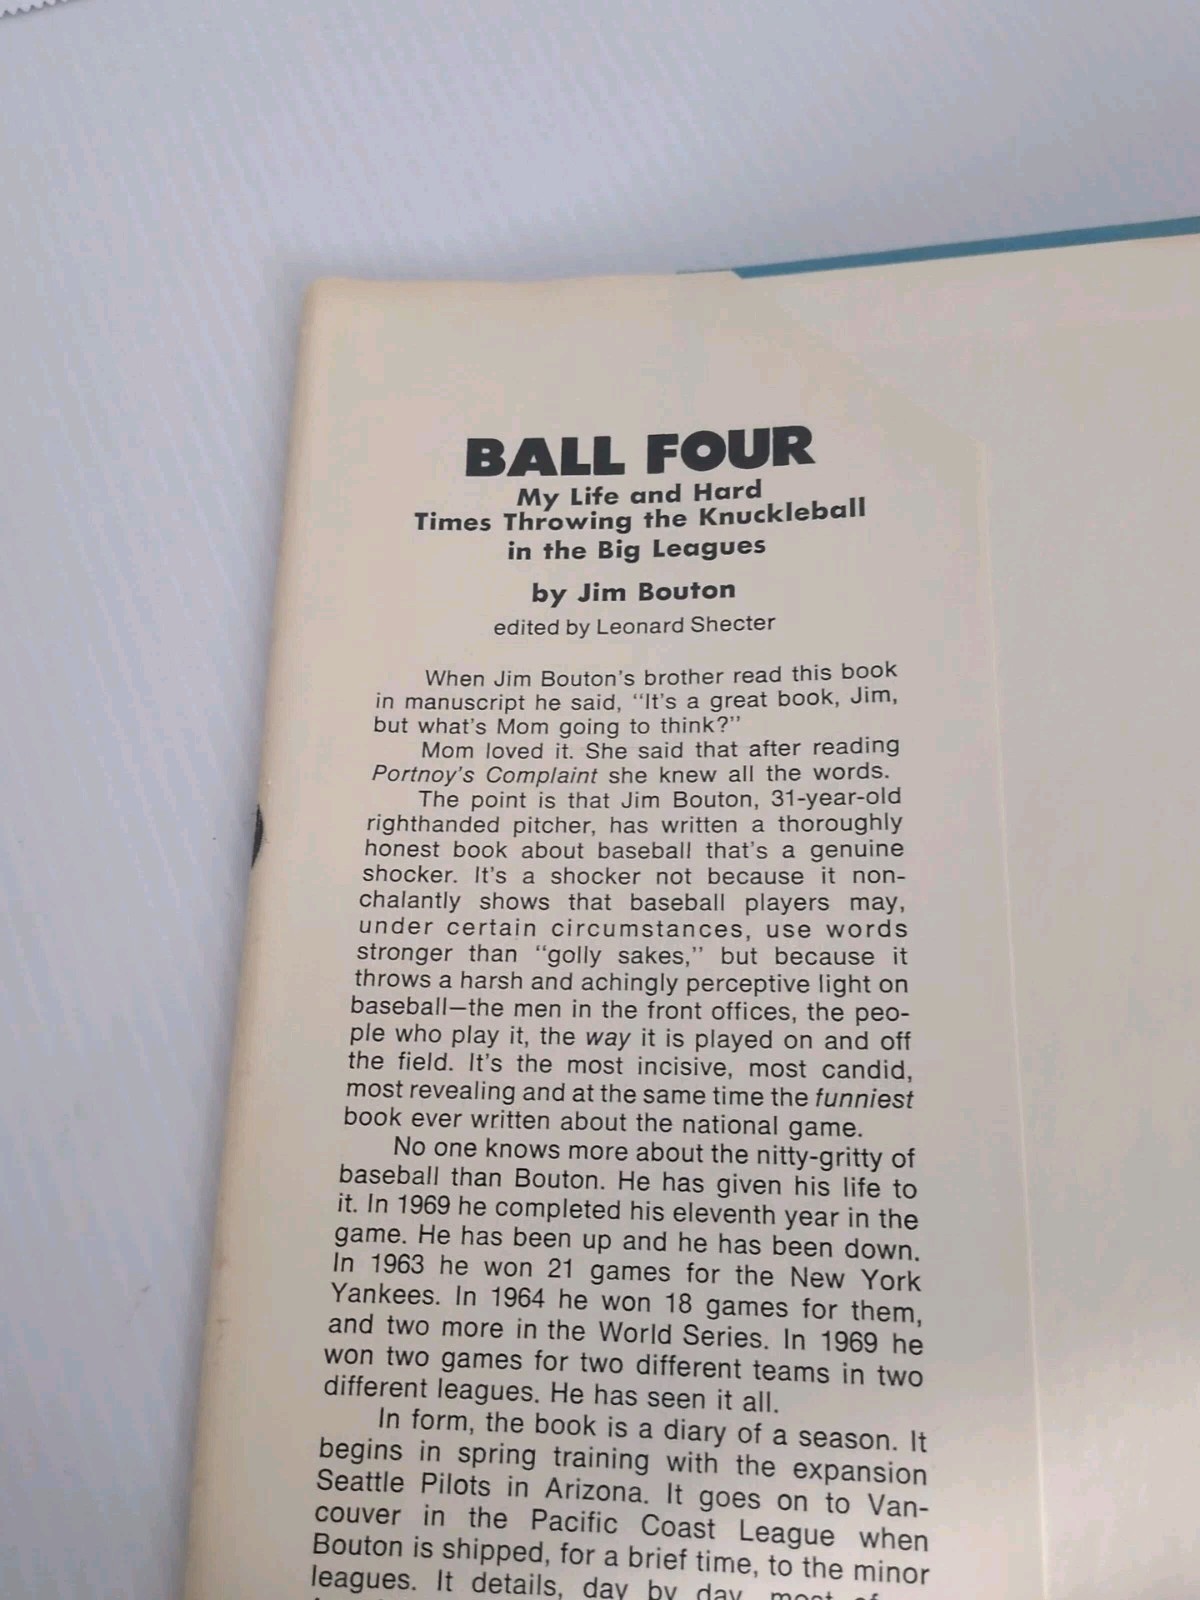 BALL FOUR
My Life and Hard
Times Throwing the Knuckleball
in the Big Leagues
by Jim Bouton
edited by Leonard Shecter
When Jim Bouton's brother read this book
in manuscript he said, “It's a great book, Jim,
but what's Mom going to think?”
Mom loved it. She said that after reading
Portnoy's Complaint she knew all the words.
The point is that Jim Bouton, 31-year-old
righthanded pitcher, has written a thoroughly
honest book about baseball that's a genuine
shocker. It's a shocker not because it non-
chalantly shows that baseball players may,
under certain circumstances, use words
stronger than “golly sakes,” but because it
throws a harsh and achingly perceptive light on
baseball—the men in the front offices, the peo-
ple who play it, the way it is played on and off
the field. It's the most incisive, most candid,
most revealing and at the same time the funniest
book ever written about the national game.
No one knows more about the nitty-gritty of
baseball than Bouton. He has given his life to
it. In 1969 he completed his eleventh year in the
game. He has been up and he has been down.
In 1963 he won 21 games for the New York
Yankees. In 1964 he won 18 games for them,
and two more in the World Series. In 1969 he
won two games for two different teams in two
different leagues. He has seen it all.
In form, the book is a diary of a season. It
begins in spring training with the expansion
Seattle Pilots in Arizona. It goes on to Van-
couver in the Pacific Coast League when
Bouton is shipped, for a brief time, to the minor
leagues. It details, day by day, most of